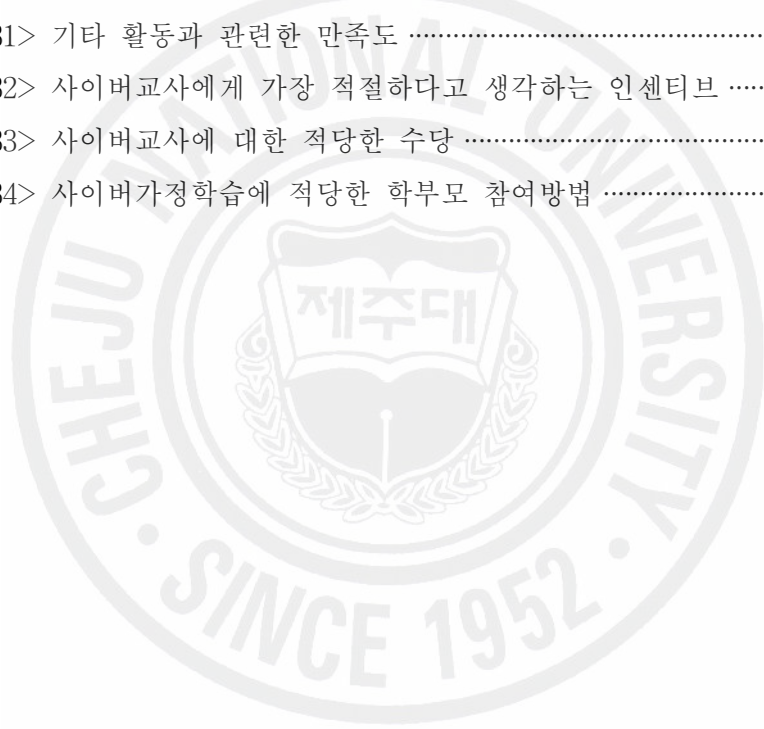 31> 기타 활동과 관련한 만족도 ……………………………………
32> 사이버교사에게 가장 적절하다고 생각하는 인센티브 ……
33> 사이버교사에 대한 적당한 수당 ……………………………
34> 사이버가정학습에 적당한 학부모 참여방법 …………………
CHEJU NATIONAL UNIVERSITY
제주대
· SINCE 1952 ·